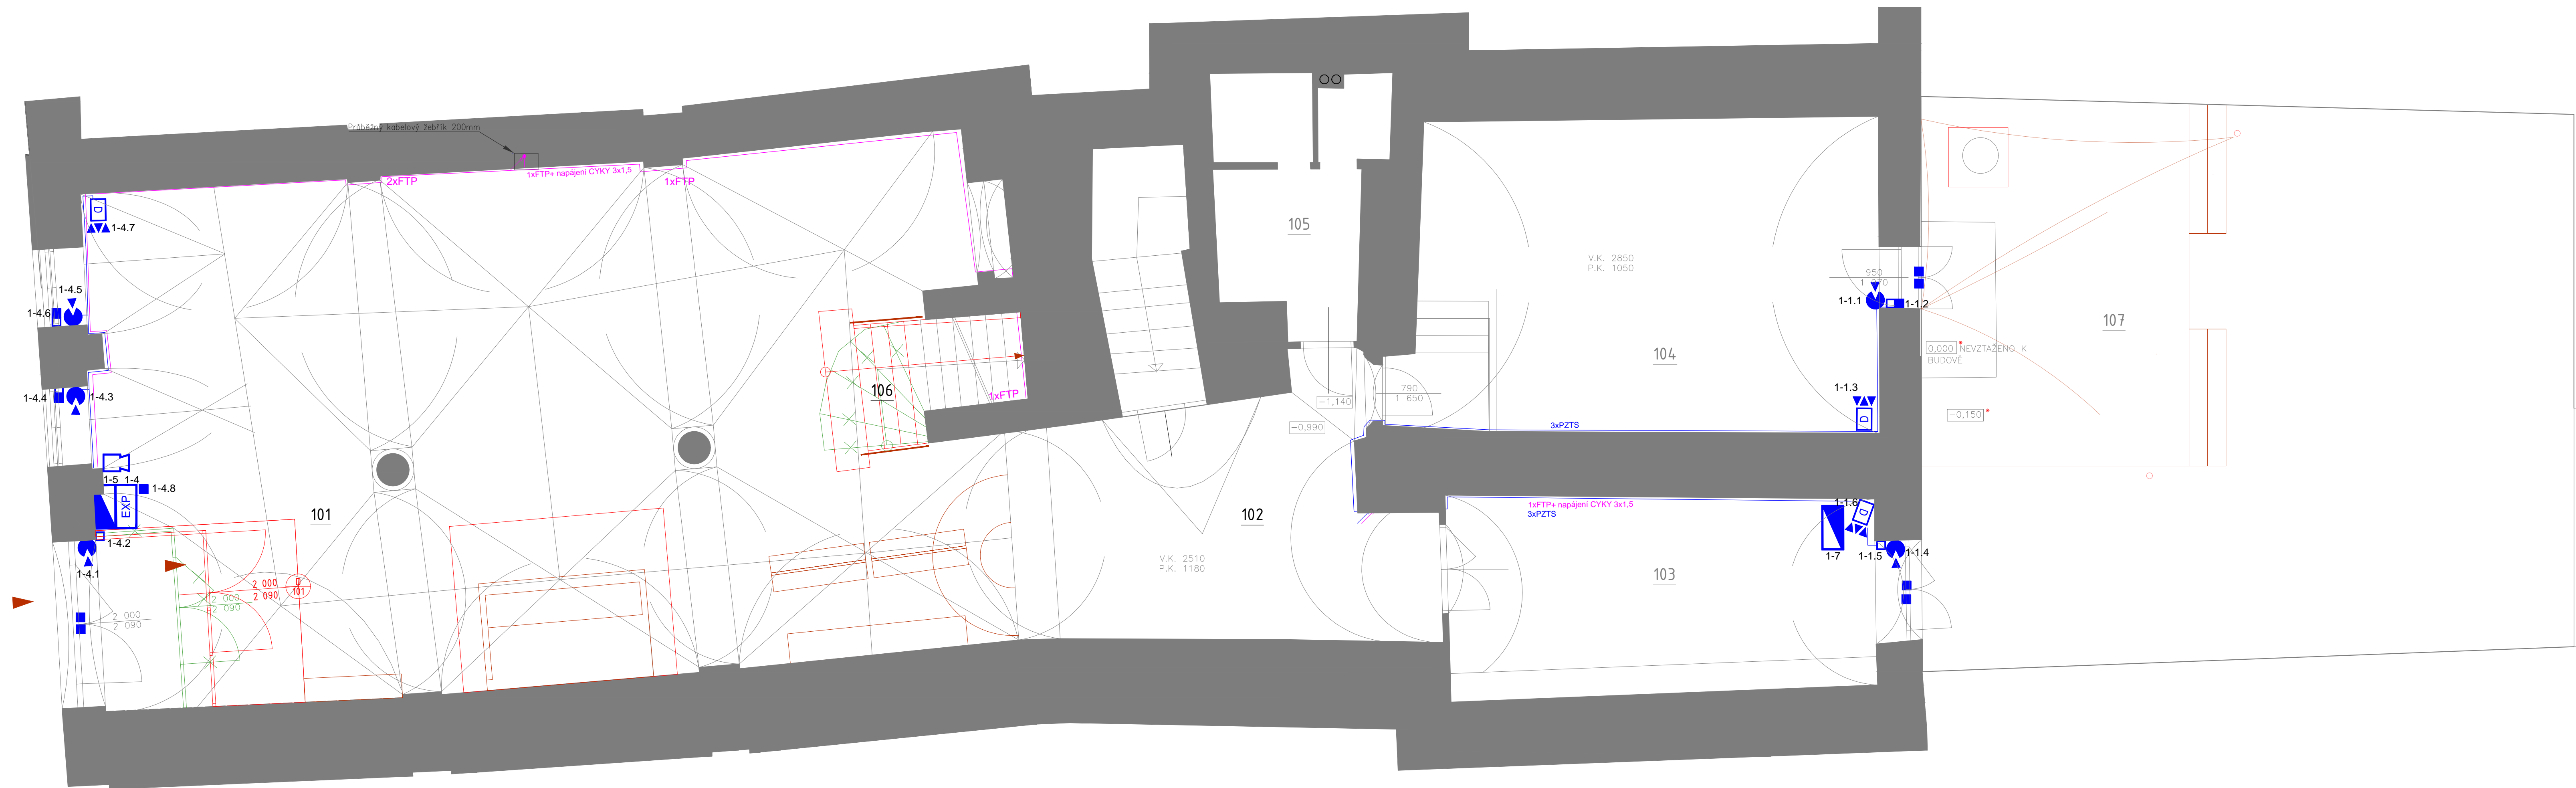 Průběžný kabelový žebřík 200mm
2xFTP
1xFTP+ napájení CYKY 3x1,5
1xFTP
D
1-4.7
1-4.5
1-4.6
1-4.4
1-4.3
1-5
1-4
1-4.8
EXP
1-4.2
1-4.1
101
2 000
2 090
2 000
2 090
2 000
2 090
D
101
106
1xFTP
105
-1,140
-0,990
790
1 650
102
V.K. 2510
P.K. 1180
V.K. 2850
P.K. 1050
104
950
1-1.1
1-1.2
1-1.3
D
3xPZTS
1xFTP+ napájení CYKY 3x1.5
3xPZTS
1-1.6
D
1-7
1-1.5
1-1.4
103
107
0,000 * NEVZTAŽENO K
BUDOVĚ
-0,150 *